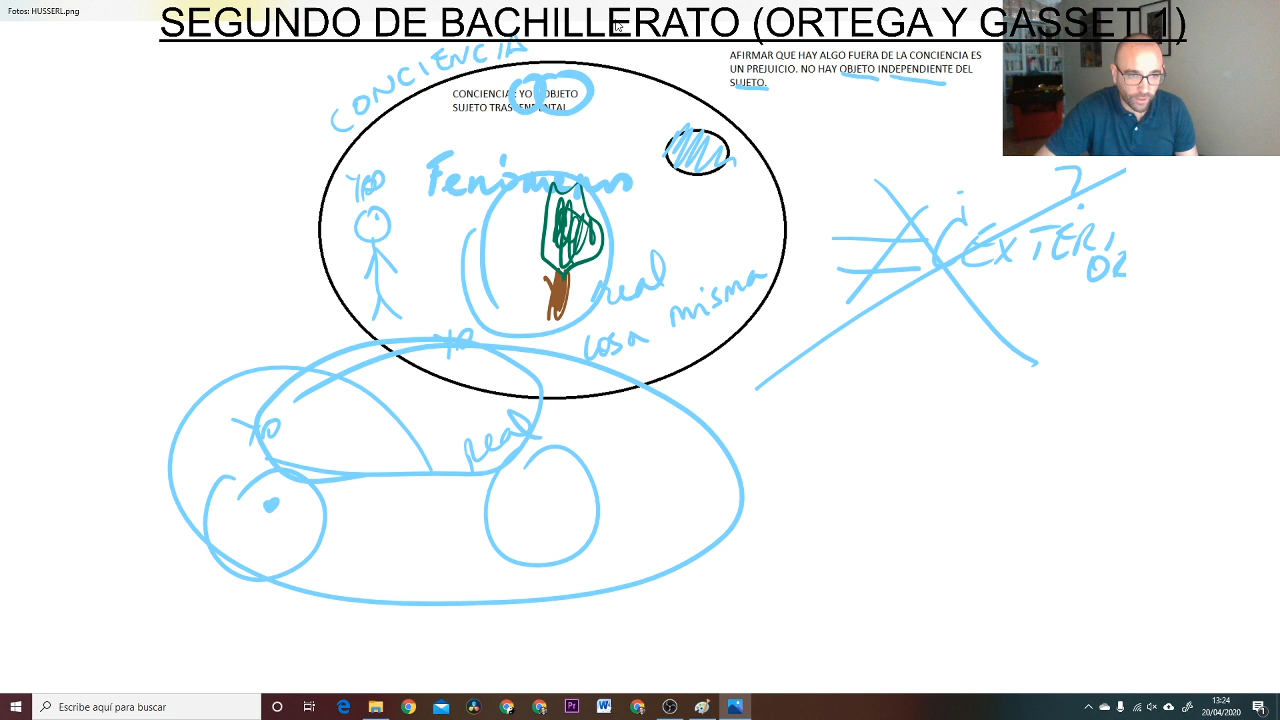 Fotos: HUSSERL.png
SEGUNDO DE BACHILLERATO (ORTEGA Y GASSET 1)
CONCIENCIA
AFIRMAR QUE HAY ALGO FUERA DE LA CONCIENCIA ES
UN PREJUICIO. NO HAY OBJETO INDEPENDIENTE DEL
SUJETO.
CONCIENCIA: YO OBJETO
SUJETO TRASCENDENTAL
Fenómeno
YO
¿EXTERIOR?
real
cosa misma
YO
Yo
real
Escribe aquí para buscar
13:24
20/04/2020